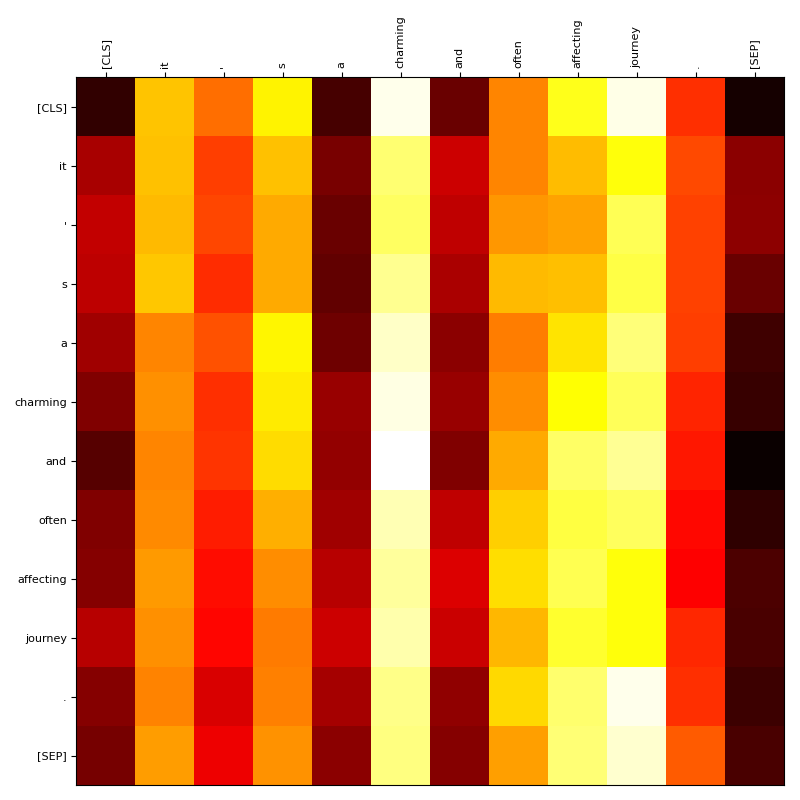 [CLS] it ' s a charming and often affecting journey . [SEP]
[CLS]
it
'
s
a
charming
and
often
affecting
journey
.
[SEP]